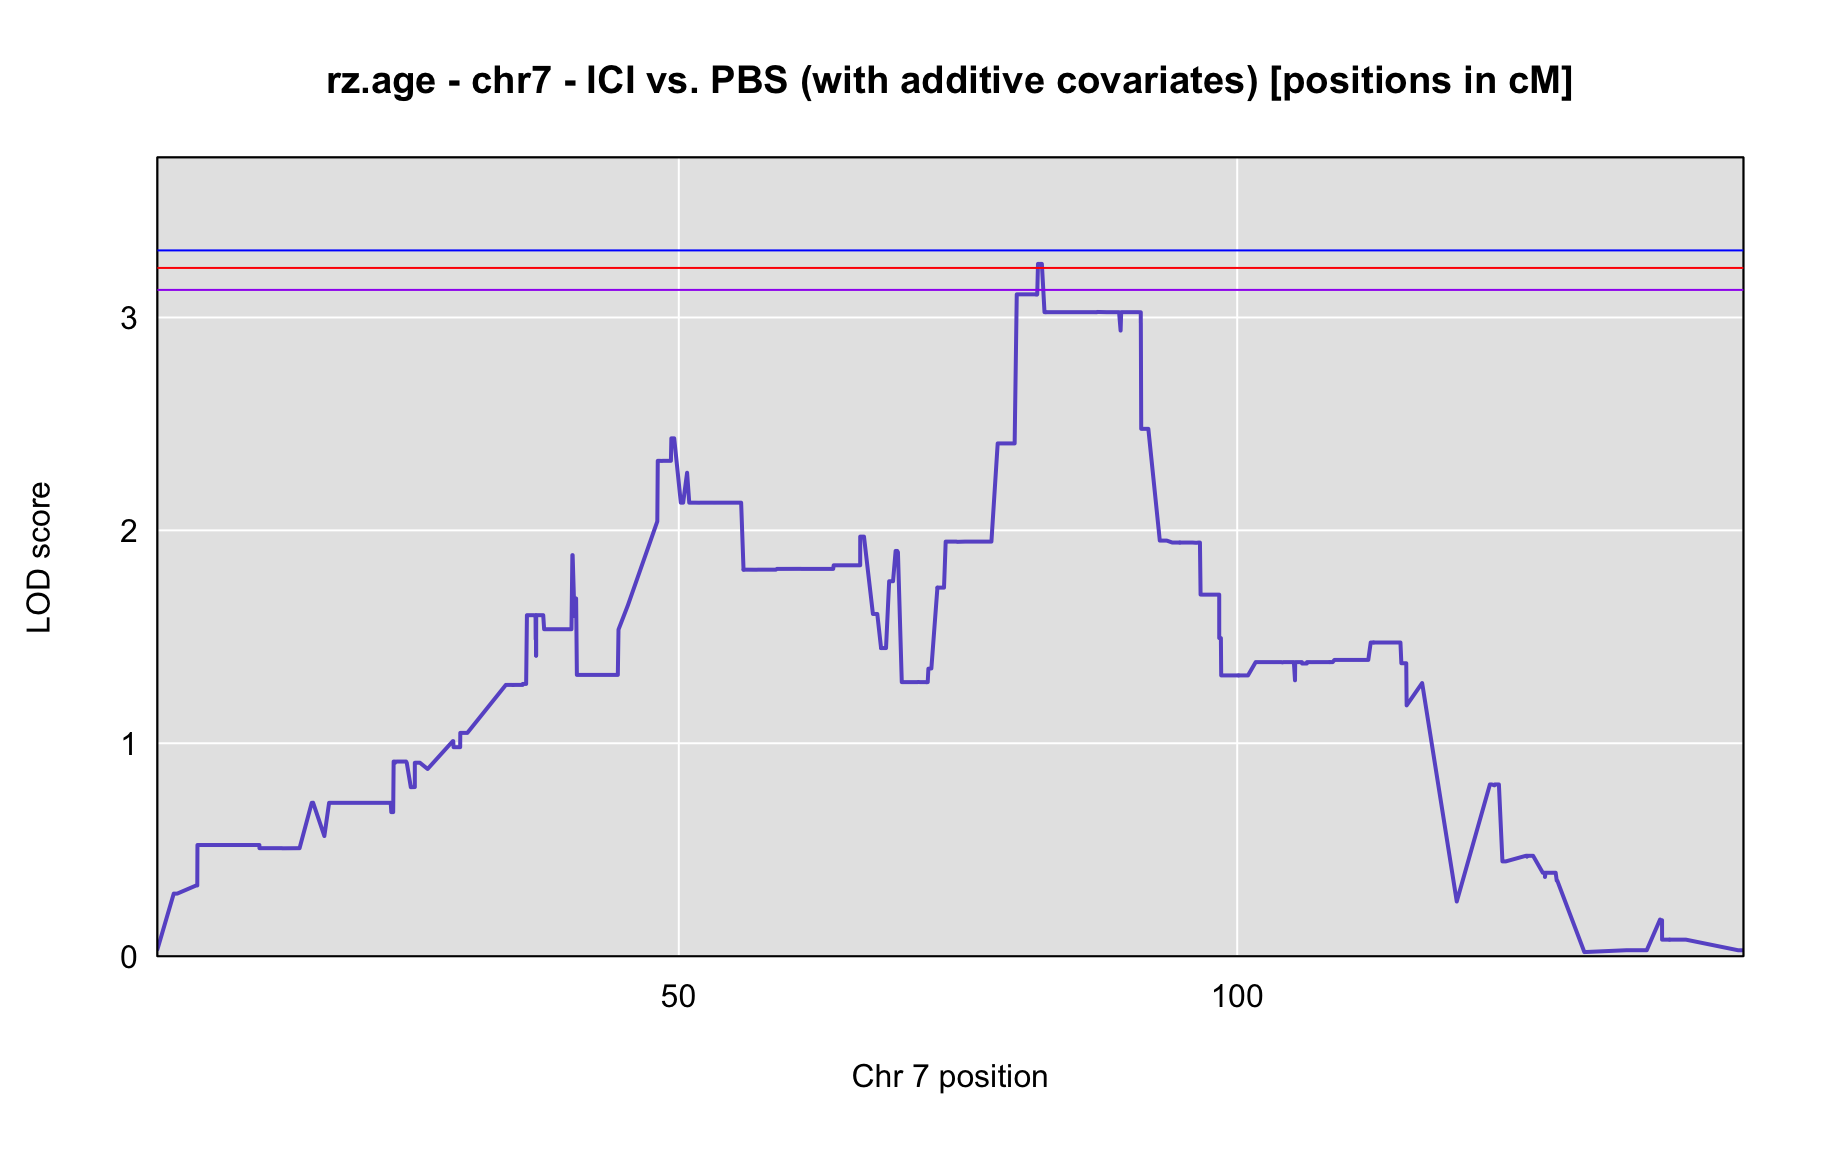 rz.age - chr7 - ICI vs. PBS (with additive covariates) [positions in cM]
LOD score
3
2
1
0
50
100
Chr 7 position